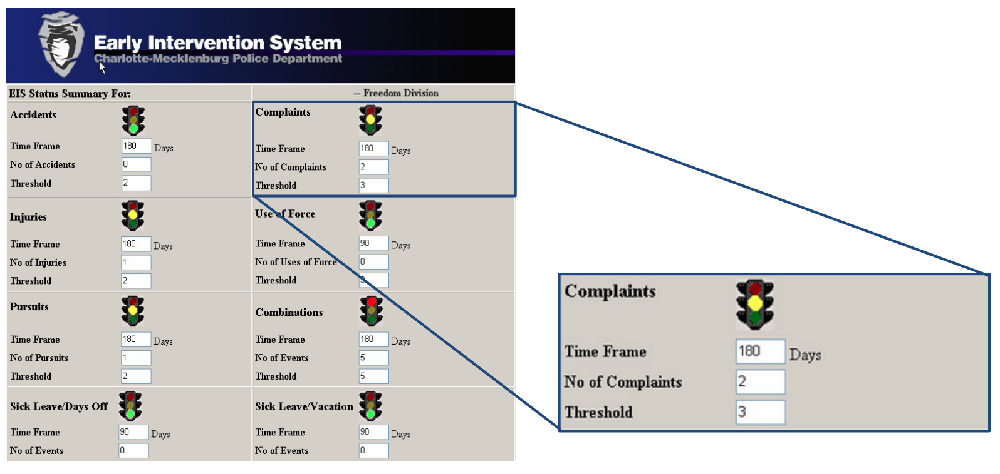 Early Intervention System
Charlotte-Mecklenburg Police Department
EIS Status Summary For:
-- Freedom Division
Accidents
Time Frame 180 Days
No of Accidents 0
Threshold 2
Complaints
Time Frame 180 Days
No of Complaints 2
Threshold 3
Injuries
Time Frame 180 Days
No of Injuries 1
Threshold 2
Use of Force
Time Frame 90 Days
No of Uses of Force 0
Threshold
Pursuits
Time Frame 180 Days
No of Pursuits 1
Threshold 2
Combinations
Time Frame 180 Days
No of Events 5
Threshold 5
Sick Leave/Days Off
Time Frame 90 Days
No of Events 0
Sick Leave/Vacation
Time Frame 90 Days
No of Events 0
Complaints
Time Frame 180 Days
No of Complaints 2
Threshold 3